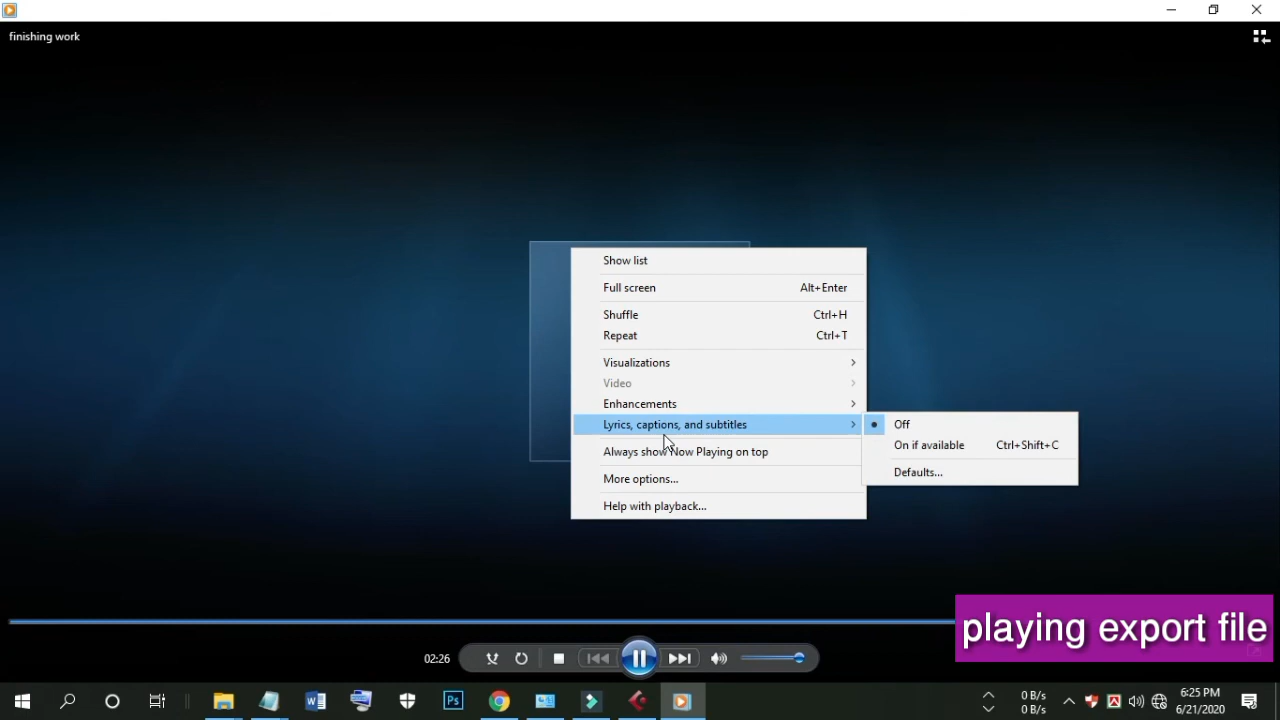 finishing work
Show list
Full screen Alt+Enter
Shuffle Ctrl+H
Repeat Ctrl+T
Visualizations
Video
Enhancements
Lyrics, captions, and subtitles
Off
On if available Ctrl+Shift+C
Defaults...
Always show Now Playing on top
More options...
Help with playback...
playing export file
02:26
W
Ps
0 B/s
0 B/s
6:25 PM
6/21/2020